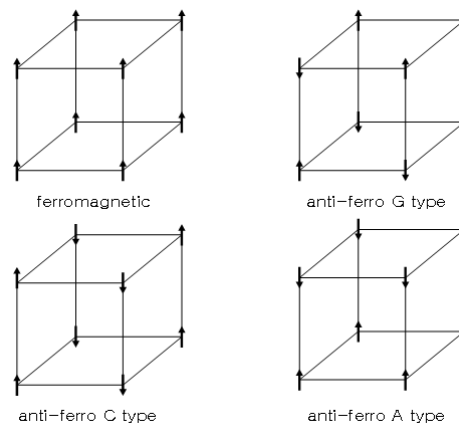 ferromagnetic
anti-ferro G type
anti-ferro C type
anti-ferro A type